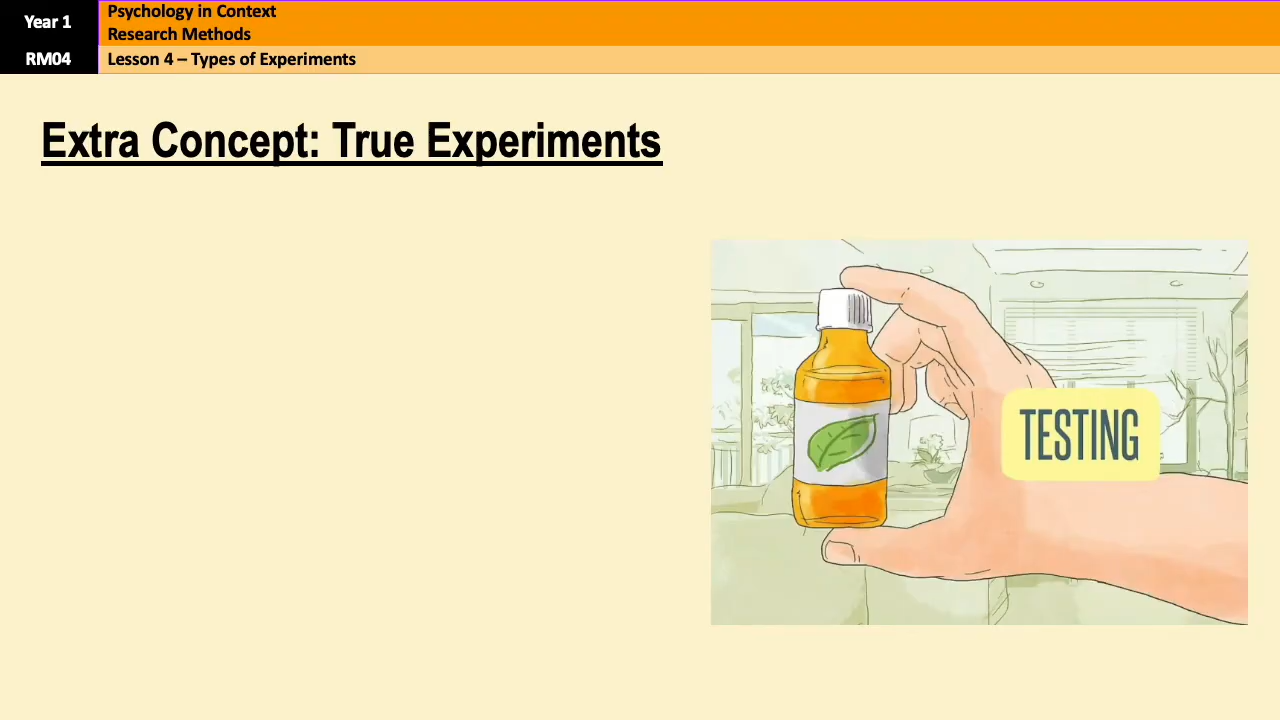 Year 1
Psychology in Context
Research Methods
RM04
Lesson 4 – Types of Experiments
Extra Concept: True Experiments
TESTING